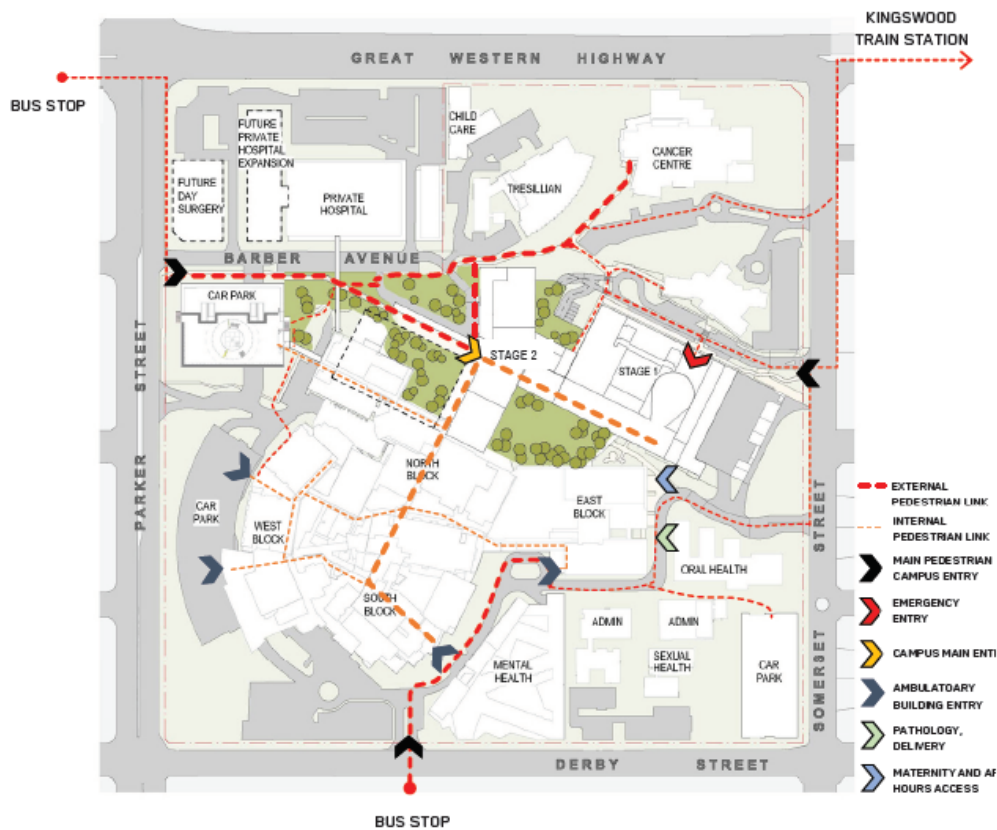 KINGSWOOD
TRAIN STATION
GREAT WESTERN HIGHWAY
BUS STOP
CHILD
CARE
FUTURE
PRIVATE
HOSPITAL
EXPANSION
CANCER
CENTRE
FUTURE
DAY
SURGERY
TRESILLIAN
PRIVATE
HOSPITAL
BARBER AVENUE
CAR PARK
STAGE 2
STAGE 1
PARKER STREET
NORTH
BLOCK
EAST
BLOCK
CAR
PARK
WEST
BLOCK
ORAL HEALTH
SOUTH
BLOCK
ADMIN
ADMIN
MENTAL
HEALTH
SEXUAL
HEALTH
CAR
PARK
SOMERSET STREET
DERBY STREET
BUS STOP
EXTERNAL
PEDESTRIAN LINK
INTERNAL
PEDESTRIAN LINK
MAIN PEDESTRIAN
CAMPUS ENTRY
EMERGENCY
ENTRY
CAMPUS MAIN ENT
AMBULATOARY
BUILDING ENTRY
PATHOLOGY,
DELIVERY
MATERNITY AND AF
HOURS ACCESS